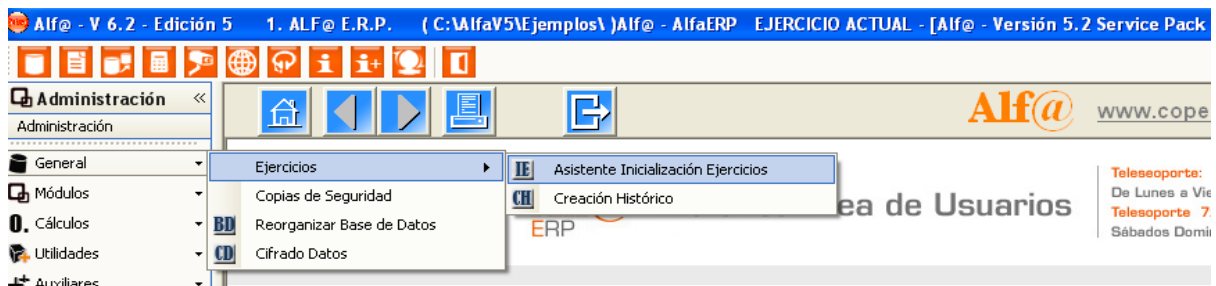 Alf@ - V 6.2 - Edición 5 1. ALF@ E.R.P. ( C:\AlfaV5\Ejemplos\ )Alf@ - AlfaERP EJERCICIO ACTUAL - [Alf@ - Versión 5.2 Service Pack
Administración «
Administración
Alf@ www.cope
General
Módulos
Cálculos
Utilidades
Auxiliares
Ejercicios
Copias de Seguridad
BD Reorganizar Base de Datos
CD Cifrado Datos
IE Asistente Inicialización Ejercicios
CH Creación Histórico
ERP
ea de Usuarios
Telesoporte:
De Lunes a Vie
Telesoporte 7
Sábados Domi